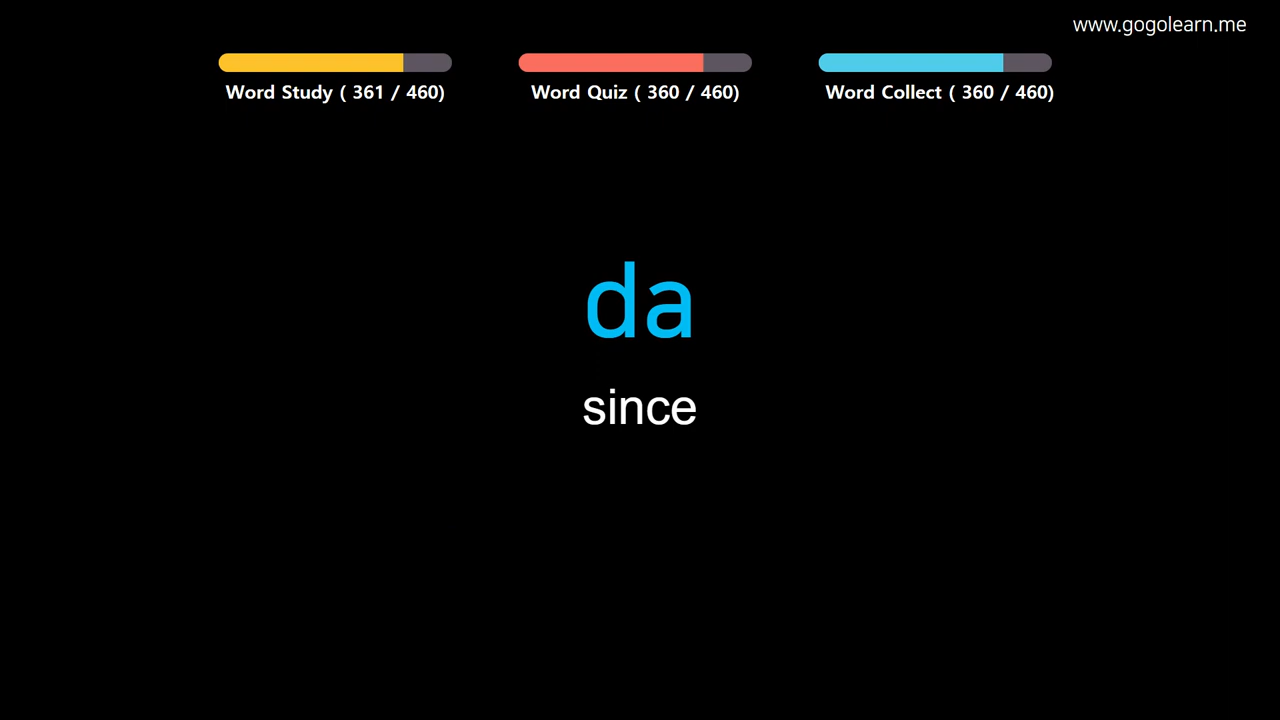 www.gogolearn.me
Word Study ( 361 / 460)
Word Quiz ( 360 / 460)
Word Collect ( 360 / 460)
da
since